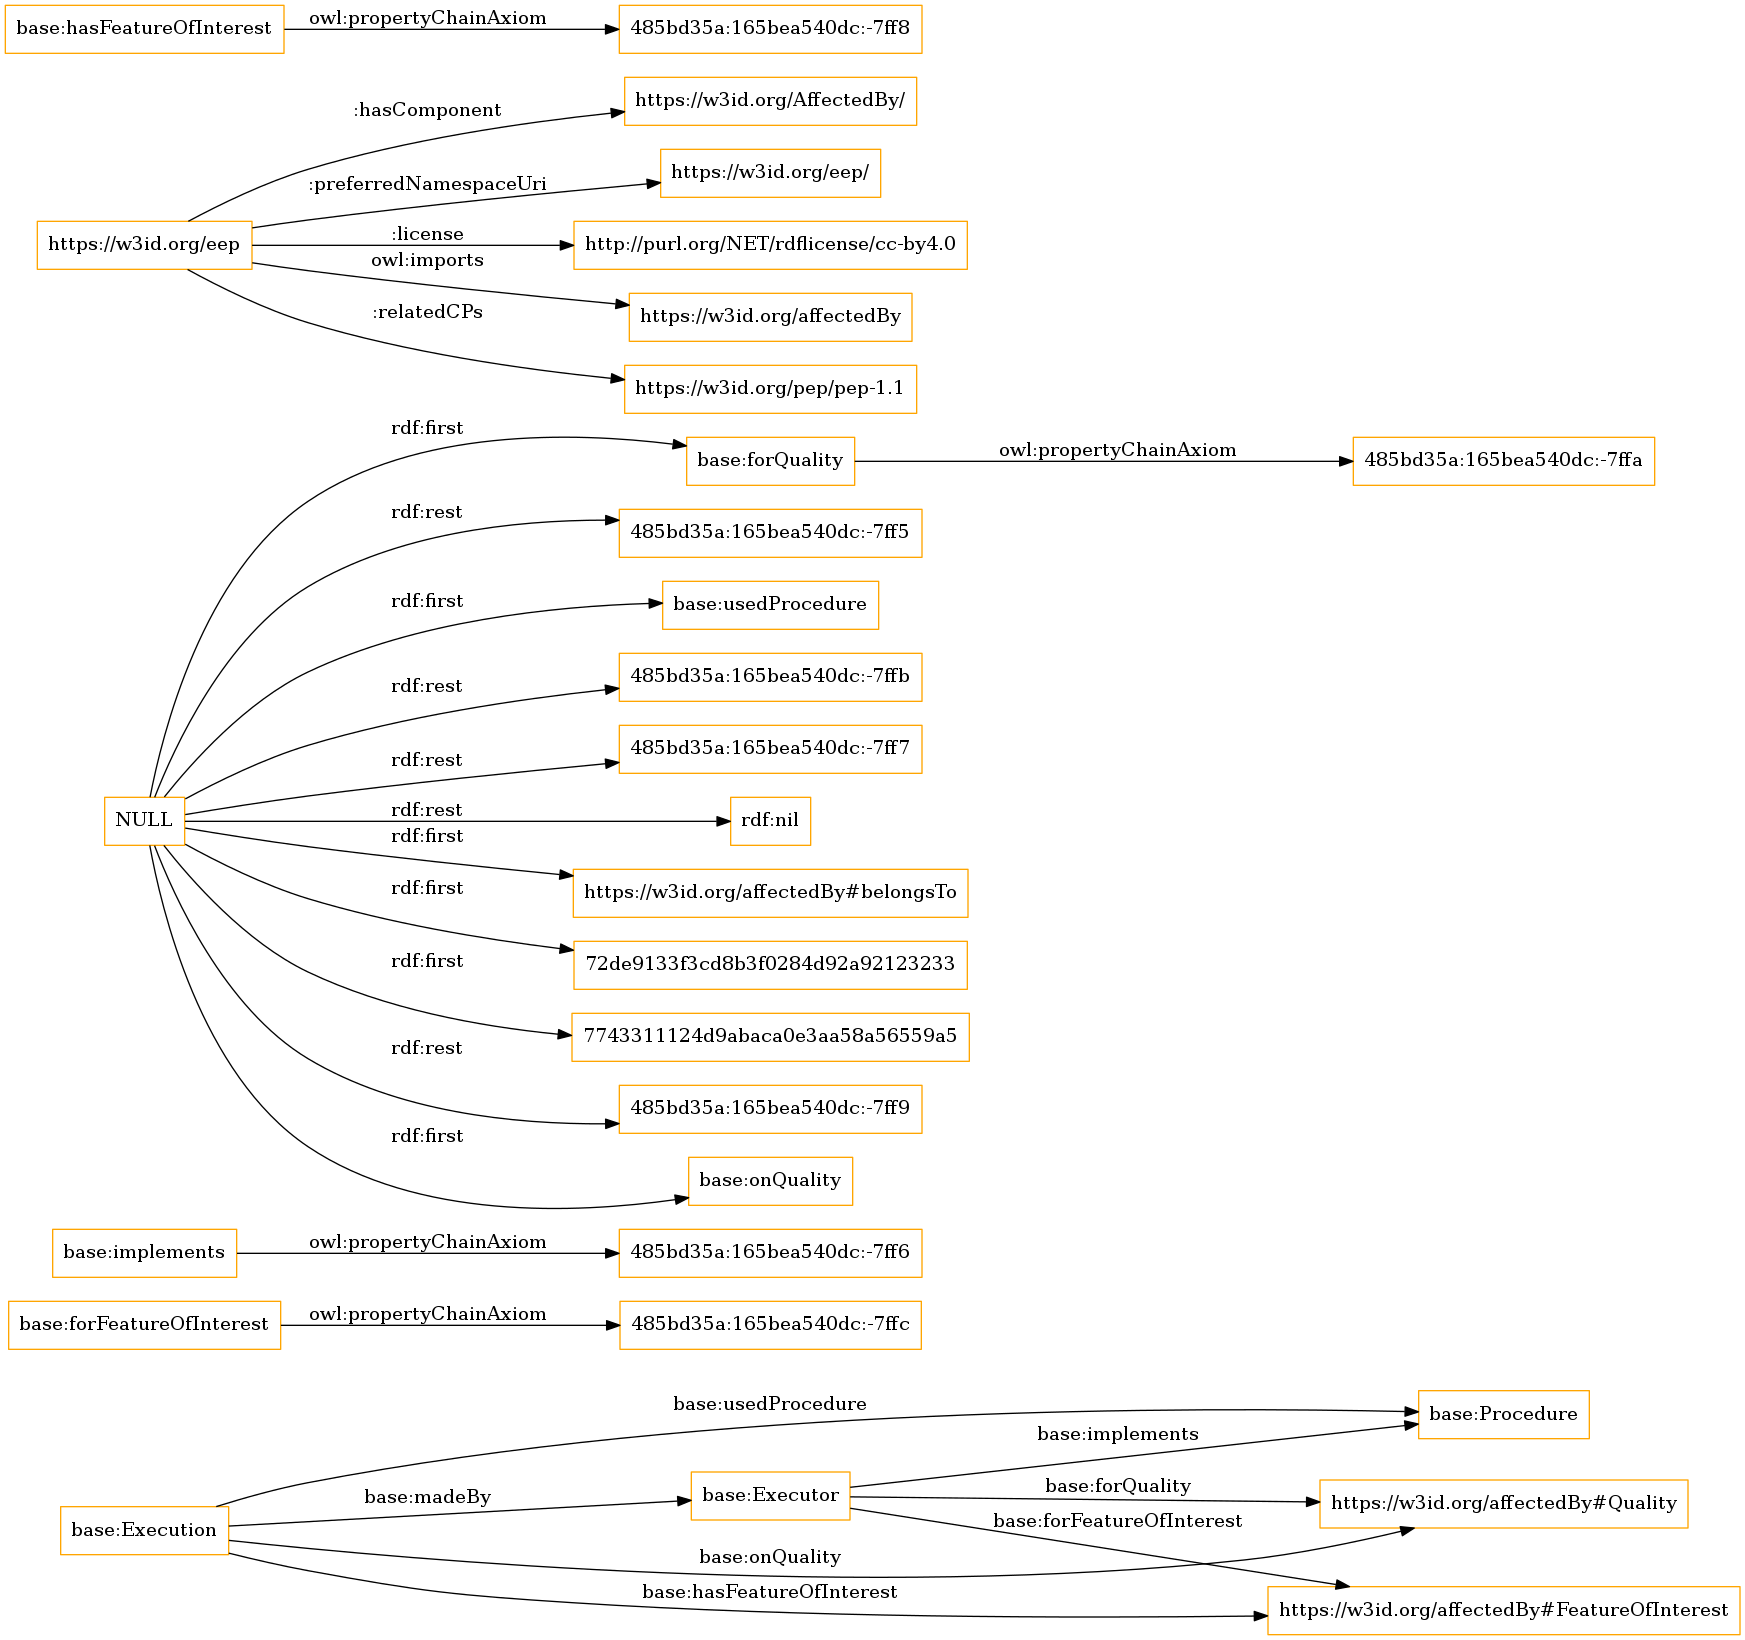 base:hasFeatureOfInterest
owl:propertyChainAxiom
485bd35a:165bea540dc:-7ff8
:hasComponent
https://w3id.org/AffectedBy/
:preferredNamespaceUri
https://w3id.org/eep/
https://w3id.org/eep
:license
http://purl.org/NET/rdflicense/cc-by4.0
owl:imports
https://w3id.org/affectedBy
:relatedCPs
https://w3id.org/pep/pep-1.1
rdf:first
base:forQuality
owl:propertyChainAxiom
485bd35a:165bea540dc:-7ffa
rdf:rest
485bd35a:165bea540dc:-7ff5
rdf:first
base:usedProcedure
rdf:rest
485bd35a:165bea540dc:-7ffb
rdf:rest
485bd35a:165bea540dc:-7ff7
NULL
rdf:rest
rdf:nil
rdf:first
https://w3id.org/affectedBy#belongsTo
rdf:first
72de9133f3cd8b3f0284d92a92123233
rdf:first
7743311124d9abaca0e3aa58a56559a5
rdf:rest
485bd35a:165bea540dc:-7ff9
rdf:first
base:onQuality
base:implements
owl:propertyChainAxiom
485bd35a:165bea540dc:-7ff6
base:forFeatureOfInterest
owl:propertyChainAxiom
485bd35a:165bea540dc:-7ffc
base:usedProcedure
base:Procedure
base:implements
base:madeBy
base:Executor
base:forQuality
https://w3id.org/affectedBy#Quality
base:Execution
base:forFeatureOfInterest
base:onQuality
base:hasFeatureOfInterest
https://w3id.org/affectedBy#FeatureOfInterest